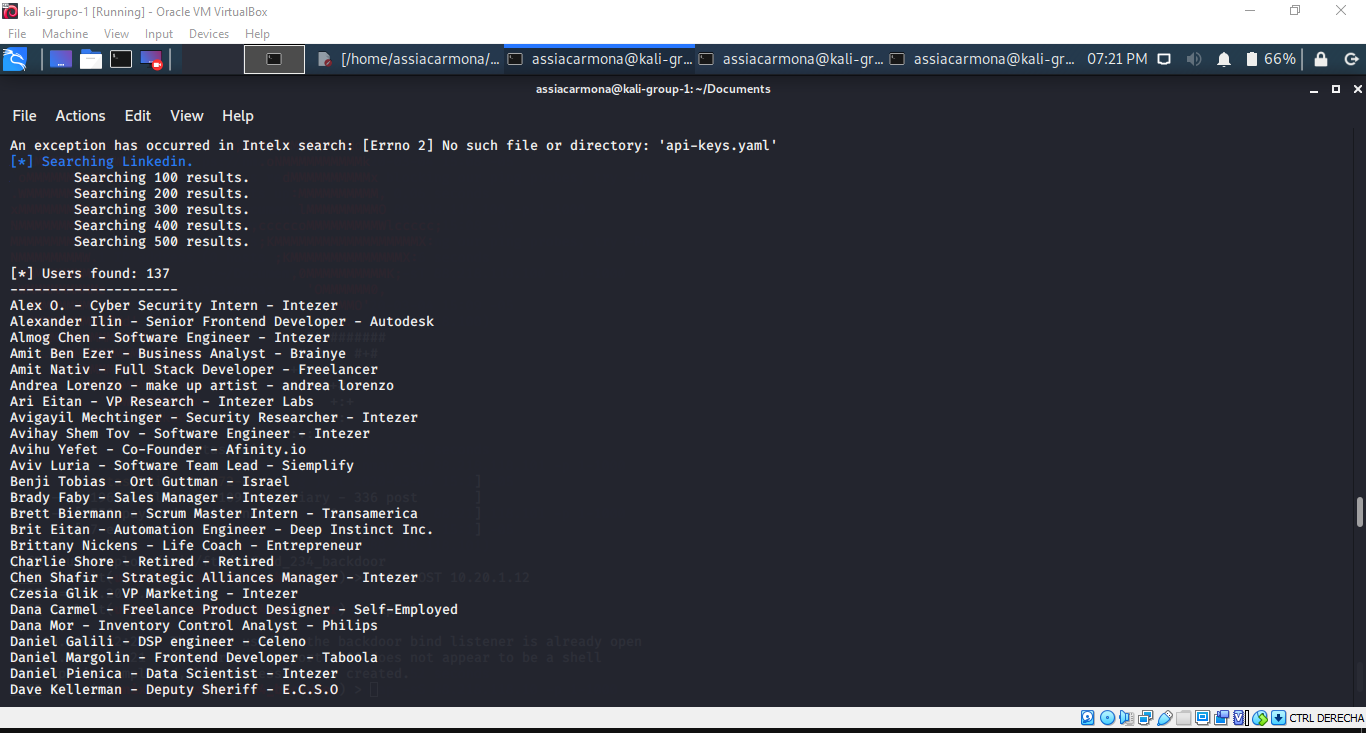 kali-grupo-1 [Running] - Oracle VM VirtualBox
File Machine View Input Devices Help
[/home/assiacarmona/... assiacarmona@kali-gr... assiacarmona@kali-gr... assiacarmona@kali-gr... 07:21 PM 66%
assiacarmona@kali-group-1: ~/Documents
File Actions Edit View Help
An exception has occurred in Intelx search: [Errno 2] No such file or directory: 'api-keys.yaml'
[*] Searching Linkedin.
Searching 100 results.
Searching 200 results.
Searching 300 results.
Searching 400 results.
Searching 500 results.
[*] Users found: 137
---------------------
Alex O. - Cyber Security Intern - Intezer
Alexander Ilin - Senior Frontend Developer - Autodesk
Almog Chen - Software Engineer - Intezer
Amit Ben Ezer - Business Analyst - Brainye
Amit Nativ - Full Stack Developer - Freelancer
Andrea Lorenzo - make up artist - andrea lorenzo
Ari Eitan - VP Research - Intezer Labs
Avigayil Mechtinger - Security Researcher - Intezer
Avihay Shem Tov - Software Engineer - Intezer
Avihu Yefet - Co-Founder - Afinity.io
Aviv Luria - Software Team Lead - Siemplify
Benji Tobias - Ort Guttman - Israel
Brady Faby - Sales Manager - Intezer
Brett Biermann - Scrum Master Intern - Transamerica
Brit Eitan - Automation Engineer - Deep Instinct Inc.
Brittany Nickens - Life Coach - Entrepreneur
Charlie Shore - Retired - Retired
Chen Shafir - Strategic Alliances Manager - Intezer
Czesia Glik - VP Marketing - Intezer
Dana Carmel - Freelance Product Designer - Self-Employed
Dana Mor - Inventory Control Analyst - Philips
Daniel Galili - DSP engineer - Celeno
Daniel Margolin - Frontend Developer - Taboola
Daniel Pienica - Data Scientist - Intezer
Dave Kellerman - Deputy Sheriff - E.C.S.O
CTRL DERECHA